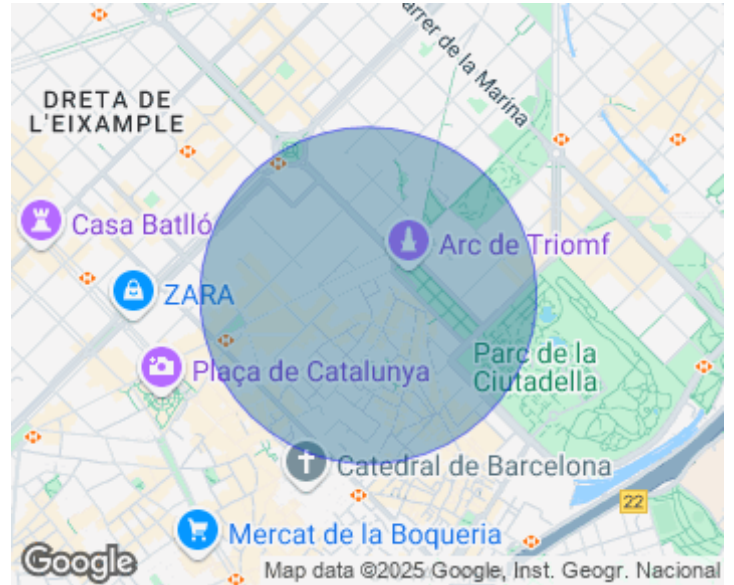 Carrer de la Marina
DRETA DE
L'EIXAMPLE
Casa Batlló
Arc de Triomf
ZARA
Parc de la
Ciutadella
Plaça de Catalunya
Catedral de Barcelona
22
Mercat de la Boqueria
Google
Map data ©2025 Google, Inst. Geogr. Nacional